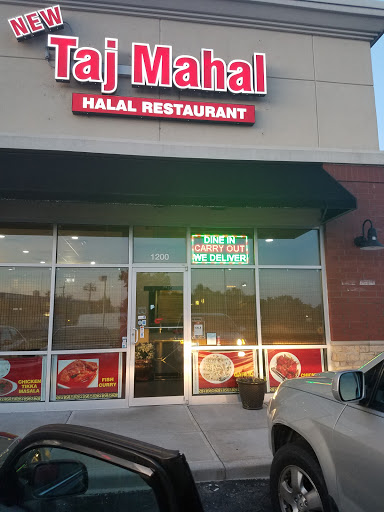 NEW
Taj Mahal
HALAL RESTAURANT
1200
DINE IN
CARRY OUT
WE DELIVER
CHICKEN
TIKKA
MASALA
FISH
CURRY